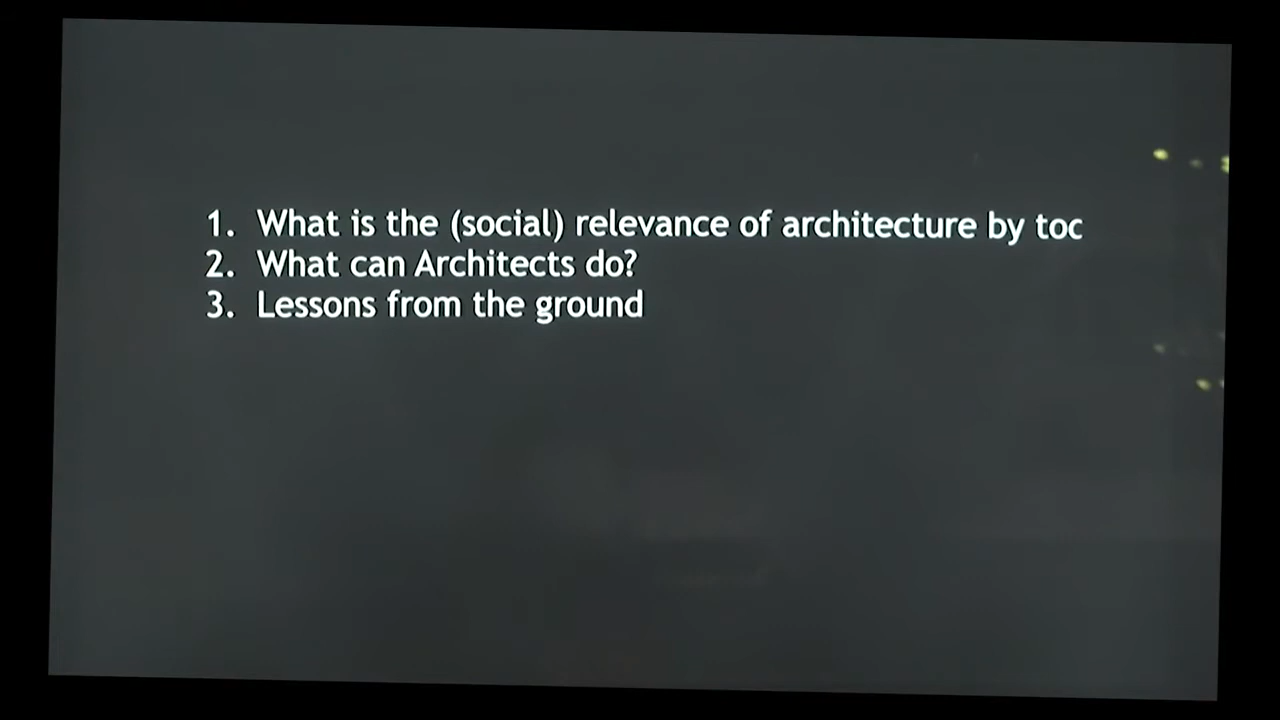 1. What is the (social) relevance of architecture by toc
2. What can Architects do?
3. Lessons from the ground